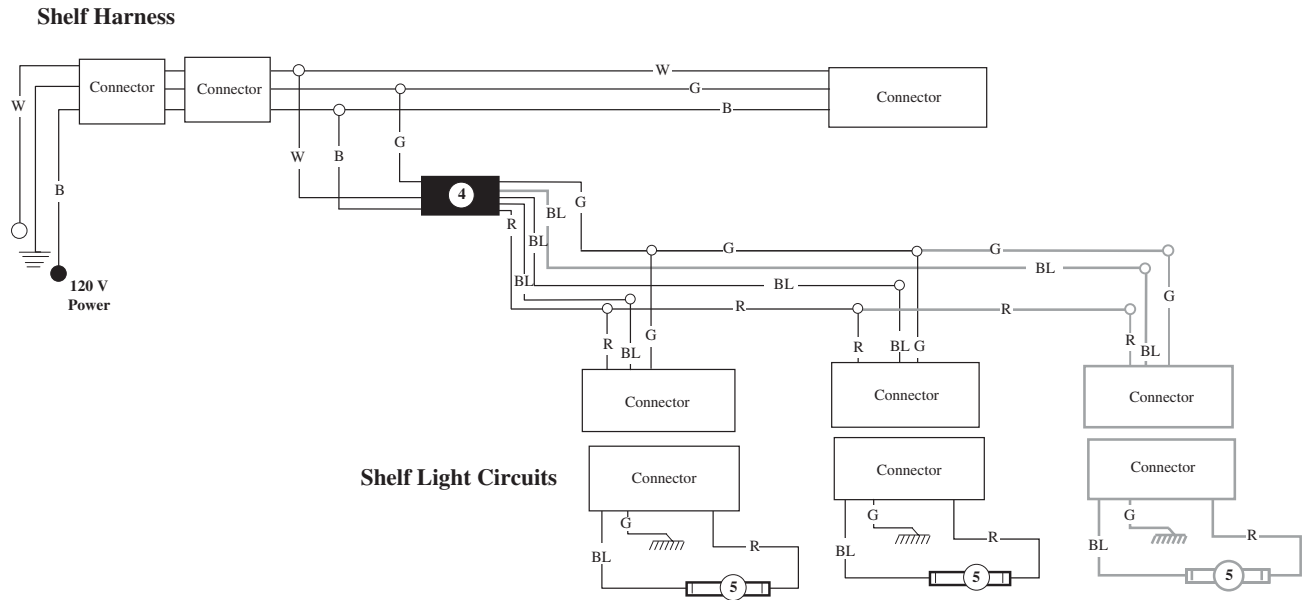 Shelf Harness
W
Connector
Connector
Connector
G
B
W
B
G
W
B
4
120 V
Power
R
BL
BL
BL
G
G
G
BL
BL
R
R
G
R
BL
G
R
BL
G
R
BL
Connector
Connector
Connector
Shelf Light Circuits
Connector
Connector
Connector
G
G
G
BL
R
BL
R
BL
R
5
5
5